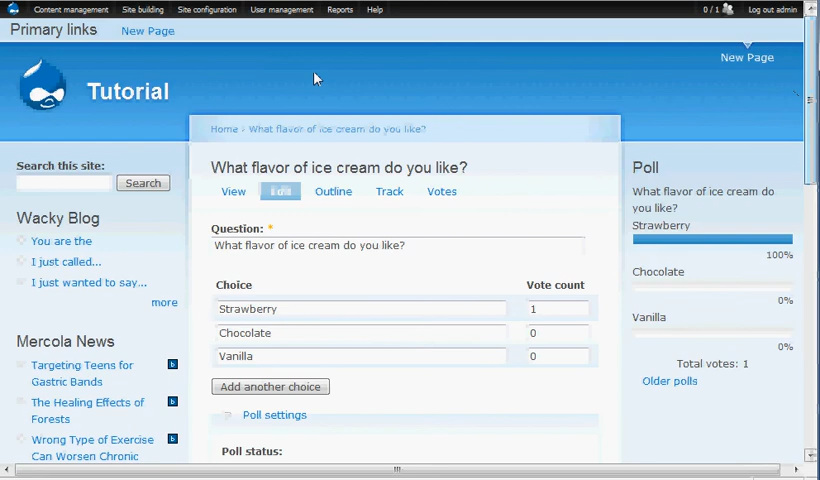 Content management Site building Site configuration User management Reports Help 0 / 1 Log out admin
Primary links New Page
New Page
Tutorial
Home › What flavor of ice cream do you like?
Search this site:
Search
Wacky Blog
You are the
I just called...
I just wanted to say...
more
Mercola News
Targeting Teens for
Gastric Bands
The Healing Effects of
Forests
Wrong Type of Exercise
Can Worsen Chronic
What flavor of ice cream do you like?
View Edit Outline Track Votes
Question: *
What flavor of ice cream do you like?
Choice Vote count
Strawberry 1
Chocolate 0
Vanilla 0
Add another choice
Poll settings
Poll status:
Poll
What flavor of ice cream do
you like?
Strawberry
100%
Chocolate
0%
Vanilla
0%
Total votes: 1
Older polls